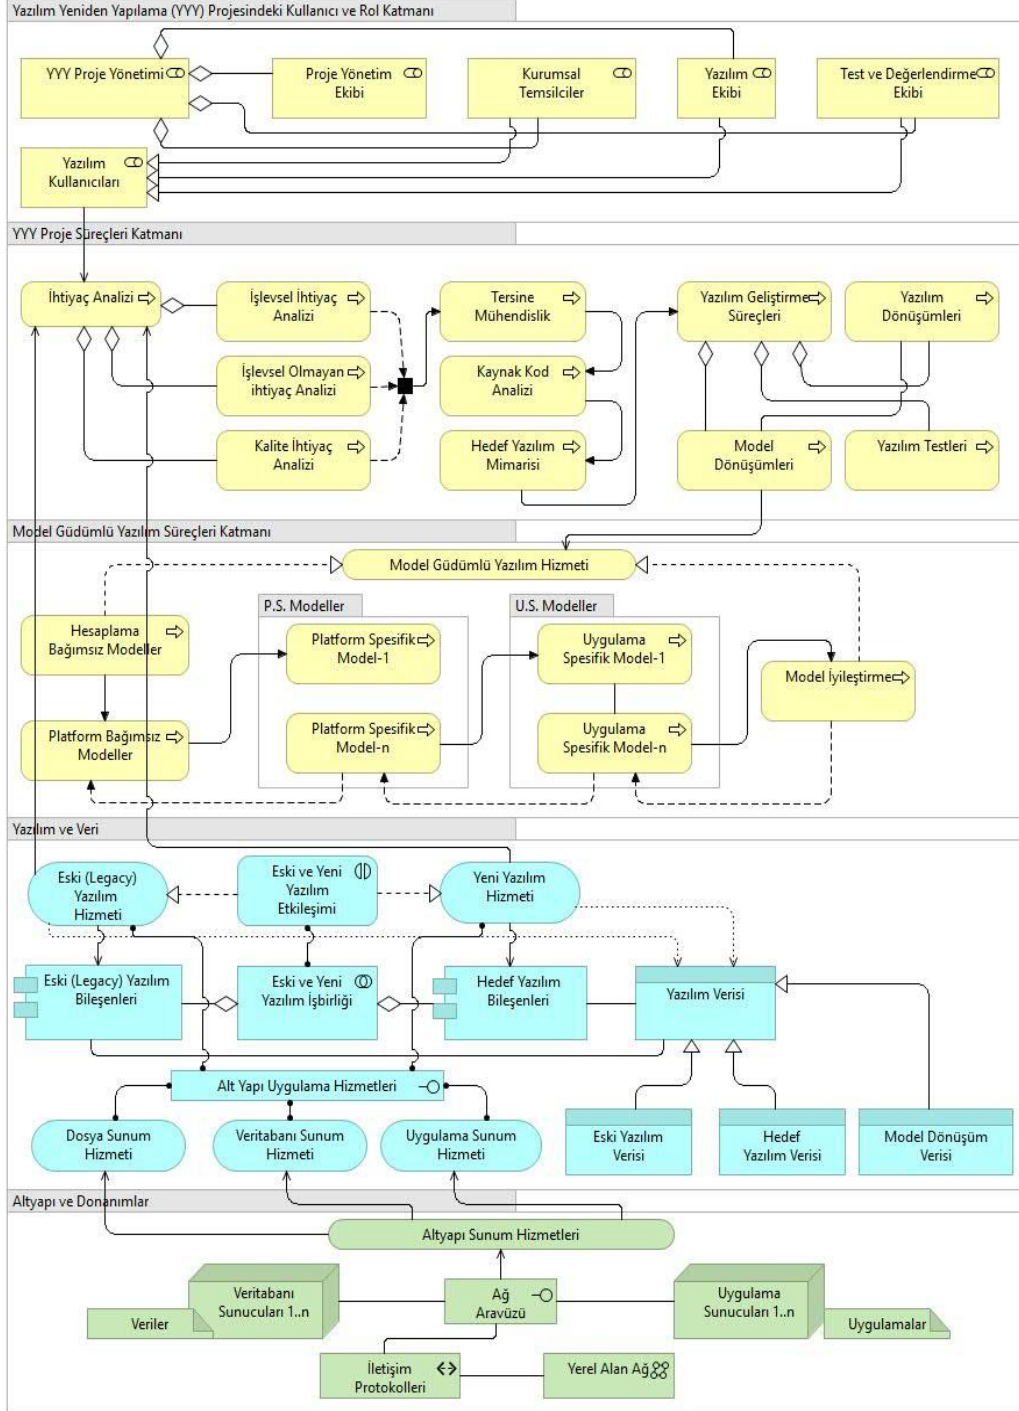 Yazılım Yeniden Yapılama (YYY) Projesindeki Kullanıcı ve Rol Katmanı
YYY Proje Yönetimi
Proje Yönetim
Ekibi
Kurumsal
Temsilciler
Yazılım
Ekibi
Test ve Değerlendirme
Ekibi
Yazılım
Kullanıcıları
YYY Proje Süreçleri Katmanı
İhtiyaç Analizi
İşlevsel İhtiyaç
Analizi
Tersine
Mühendislik
Yazılım Geliştirme
Süreçleri
Yazılım
Dönüşümleri
İşlevsel Olmayan
ihtiyaç Analizi
Kaynak Kod
Analizi
Kalite İhtiyaç
Analizi
Hedef Yazılım
Mimarisi
Model
Dönüşümleri
Yazılım Testleri
Model Güdümlü Yazılım Süreçleri Katmanı
Model Güdümlü Yazılım Hizmeti
P.S. Modeller
U.S. Modeller
Hesaplama
Bağımsız Modeller
Platform Spesifik
Model-1
Uygulama
Spesifik Model-1
Model İyileştirme
Platform Bağımsız
Modeller
Platform Spesifik
Model-n
Uygulama
Spesifik Model-n
Yazılım ve Veri
Eski (Legacy)
Yazılım
Hizmeti
Eski ve Yeni
Yazılım
Etkileşimi
Yeni Yazılım
Hizmeti
Eski (Legacy) Yazılım
Bileşenleri
Eski ve Yeni
Yazılım İşbirliği
Hedef Yazılım
Bileşenleri
Yazılım Verisi
Alt Yapı Uygulama Hizmetleri
Dosya Sunum
Hizmeti
Veritabanı Sunum
Hizmeti
Uygulama Sunum
Hizmeti
Eski Yazılım
Verisi
Hedef
Yazılım Verisi
Model Dönüşüm
Verisi
Altyapı ve Donanımlar
Altyapı Sunum Hizmetleri
Veritabanı
Sunucuları 1..n
Ağ
Aravüzü
Uygulama
Sunucuları 1..n
Veriler
Uygulamalar
İletişim
Protokolleri
Yerel Alan Ağ